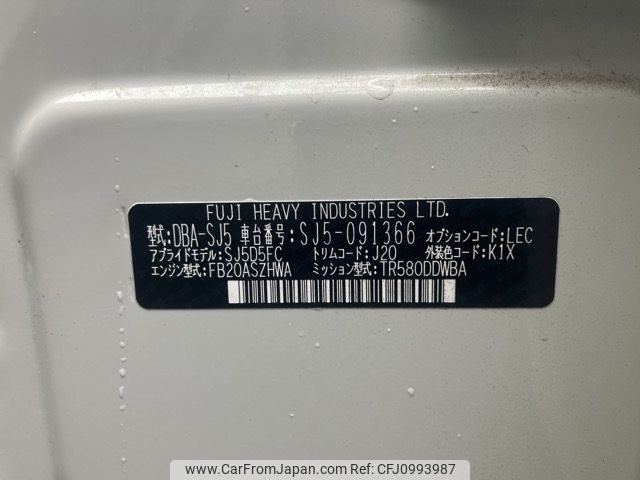 FUJI HEAVY INDUSTRIES LTD.
型式:DBA-SJ5 車台番号:SJ5-091366 オプションコード:LEC
アプライドモデル:SJ5D5FC トリムコード:J20 外装色コード:K1X
エンジン型式:FB20ASZHWA ミッション型式:TR580DDWBA
www.CarFromJapan.com | Car ID: CFJ0993987